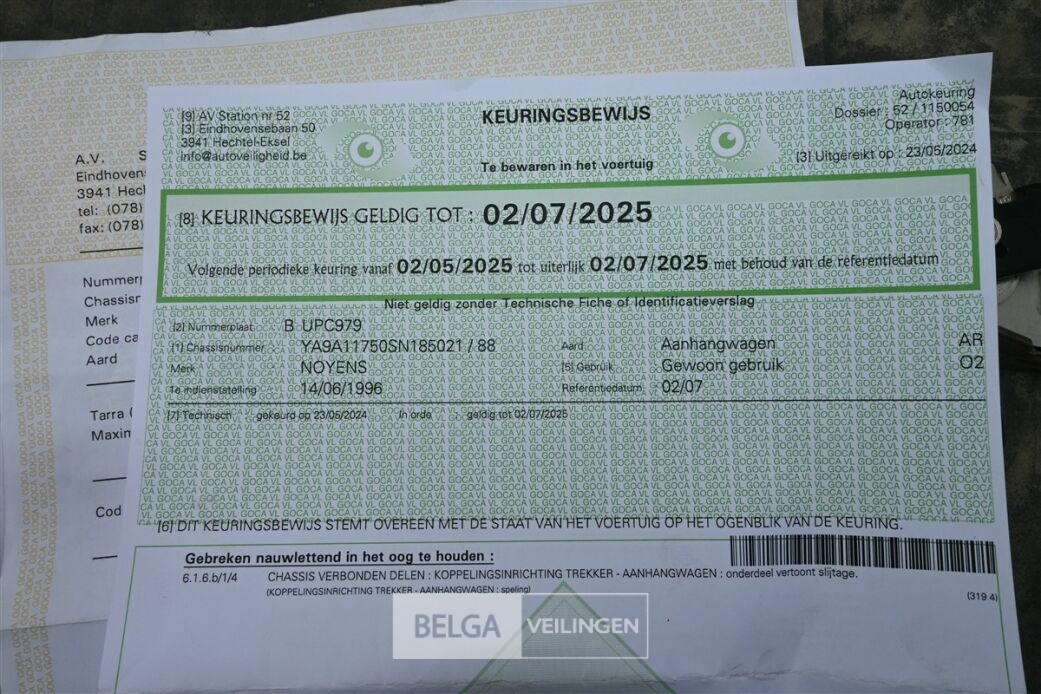 [9] AV Station nr 52
[3] Eindhovensebaan 50
3941 Hechtel-Eksel
info@autoveiligheid.be
KEURINGSBEWIJS
Te bewaren in het voertuig
Autokeuring
Dossier : 52 / 1150054
Operator : 781
[3] Uitgereikt op : 23/05/2024
[8] KEURINGSBEWIJS GELDIG TOT : 02/07/2025
Volgende periodieke keuring vanaf 02/05/2025 tot uiterlijk 02/07/2025 met behoud van de referentiedatum
Niet geldig zonder Technische Fiche of Identificatieverslag
[2] Nummerplaat : B UPC979
[1] Chassisnummer : YA9A11750SN185021 / 88 Aard : Aanhangwagen AR
Merk : NOYENS [5] Gebruik : Gewoon gebruik O2
1e indienststelling : 14/06/1996 Referentiedatum : 02/07
[7] Technisch : gekeurd op 23/05/2024 In orde : geldig tot 02/07/2025
[6] DIT KEURINGSBEWIJS STEMT OVEREEN MET DE STAAT VAN HET VOERTUIG OP HET OGENBLIK VAN DE KEURING.
Gebreken nauwlettend in het oog te houden :
6.1.6.b/1/4 CHASSIS VERBONDEN DELEN : KOPPELINGSINRICHTING TREKKER - AANHANGWAGEN : onderdeel vertoont slijtage.
(KOPPELINGSINRICHTING TREKKER - AANHANGWAGEN : speling)
(319 4)
A.V. S
Eindhovens
3941 Hech
tel: (078)
fax: (078)
Nummer
Chassisn
Merk
Code ca
Aard
Tarra (
Maxim
Cod
BELGA VEILINGEN